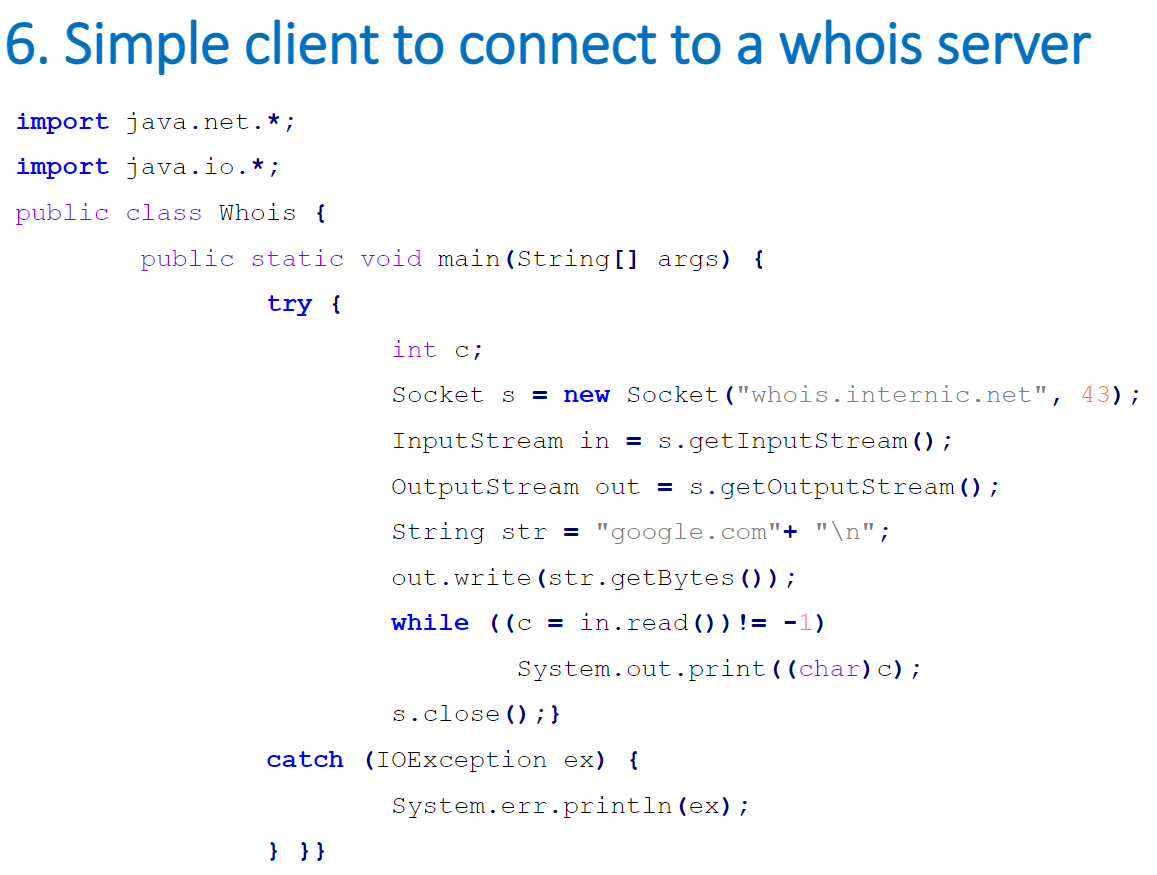 6. Simple client to connect to a whois server
import java.net.*;
import java.io.*;
public class Whois {
public static void main(String[] args) {
try {
int c;
Socket s = new Socket("whois.internic.net", 43);
InputStream in = s.getInputStream();
OutputStream out = s.getOutputStream();
String str = "google.com"+ "\n";
out.write(str.getBytes());
while ((c = in.read())!= -1)
System.out.print((char)c);
s.close();}
catch (IOException ex) {
System.err.println(ex);
} }}